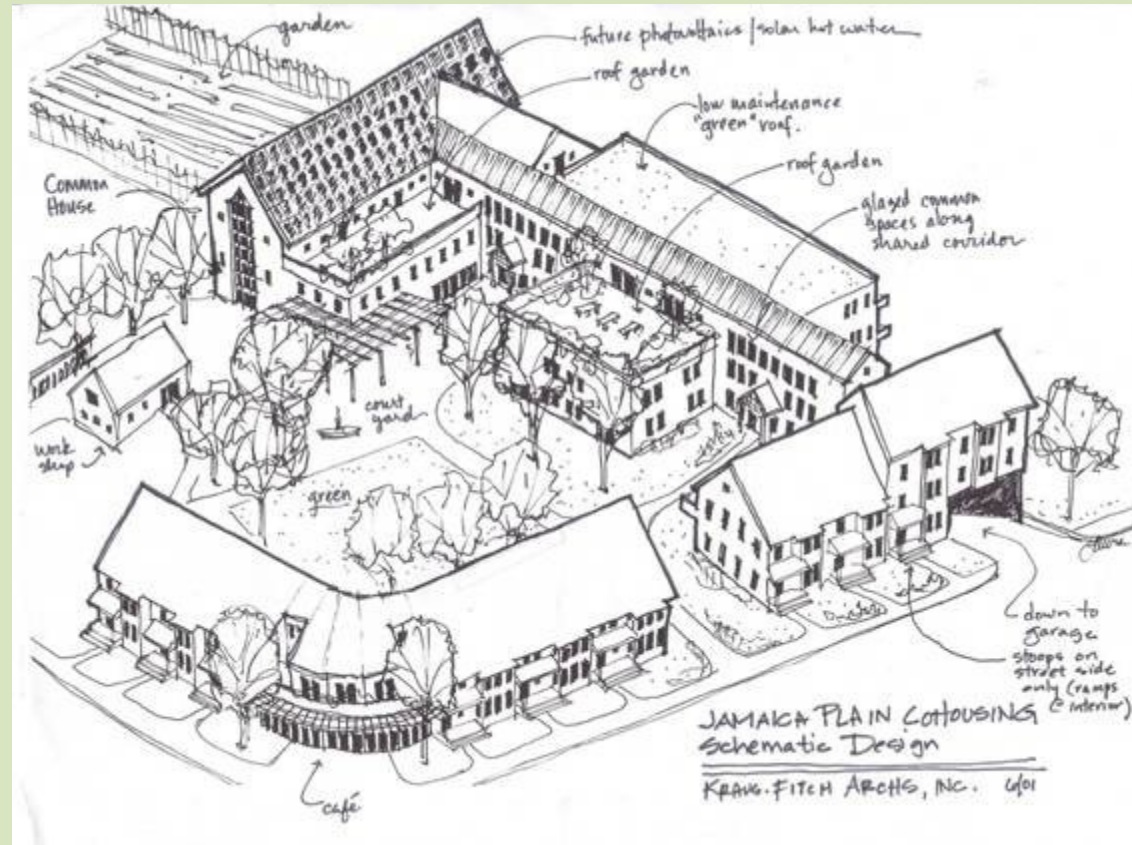 garden
future photovoltaics/solar hot water
roof garden
low maintenance
"green" roof.
roof garden
Common
House
glazed common
spaces along
shared corridor
court
yard
work
shop
green
down to
garage
stoops on
street side
only (ramps
@ interior)
JAMAICA PLAIN COHOUSING
Schematic Design
KRAUS-FITCH ARCHS, INC. 6/01
café